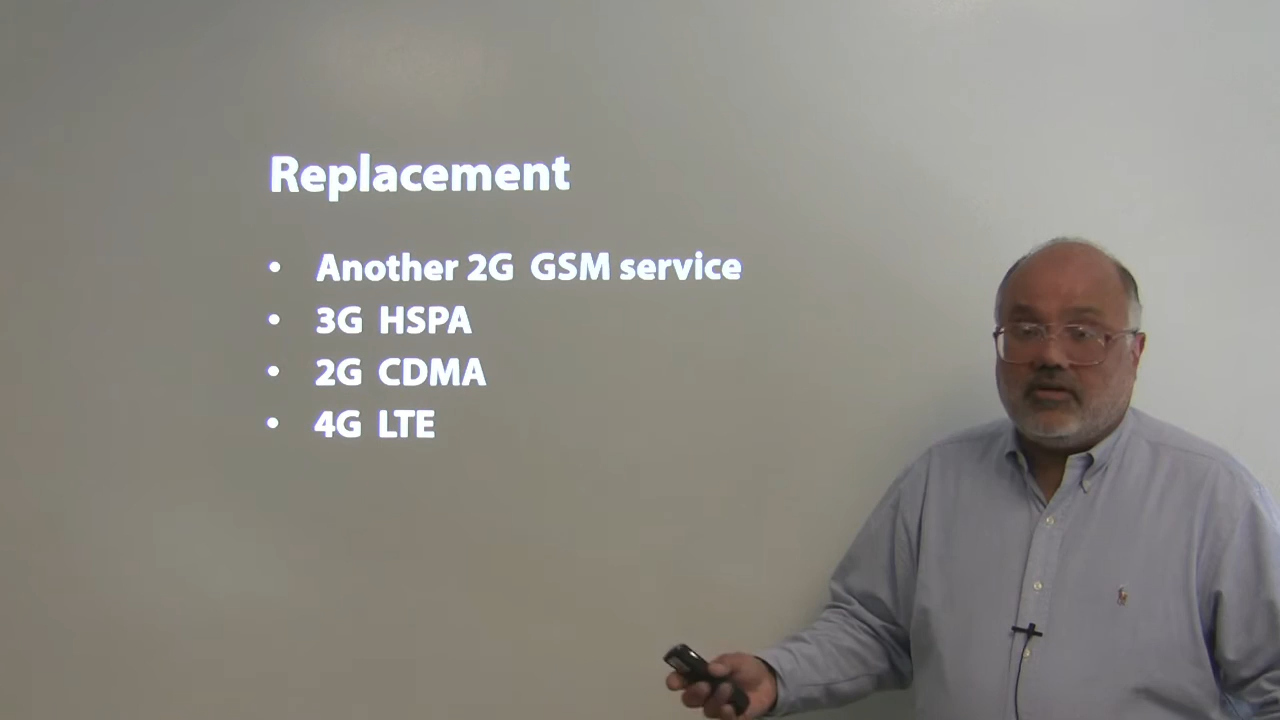 Replacement
• Another 2G GSM service
• 3G HSPA
• 2G CDMA
• 4G LTE